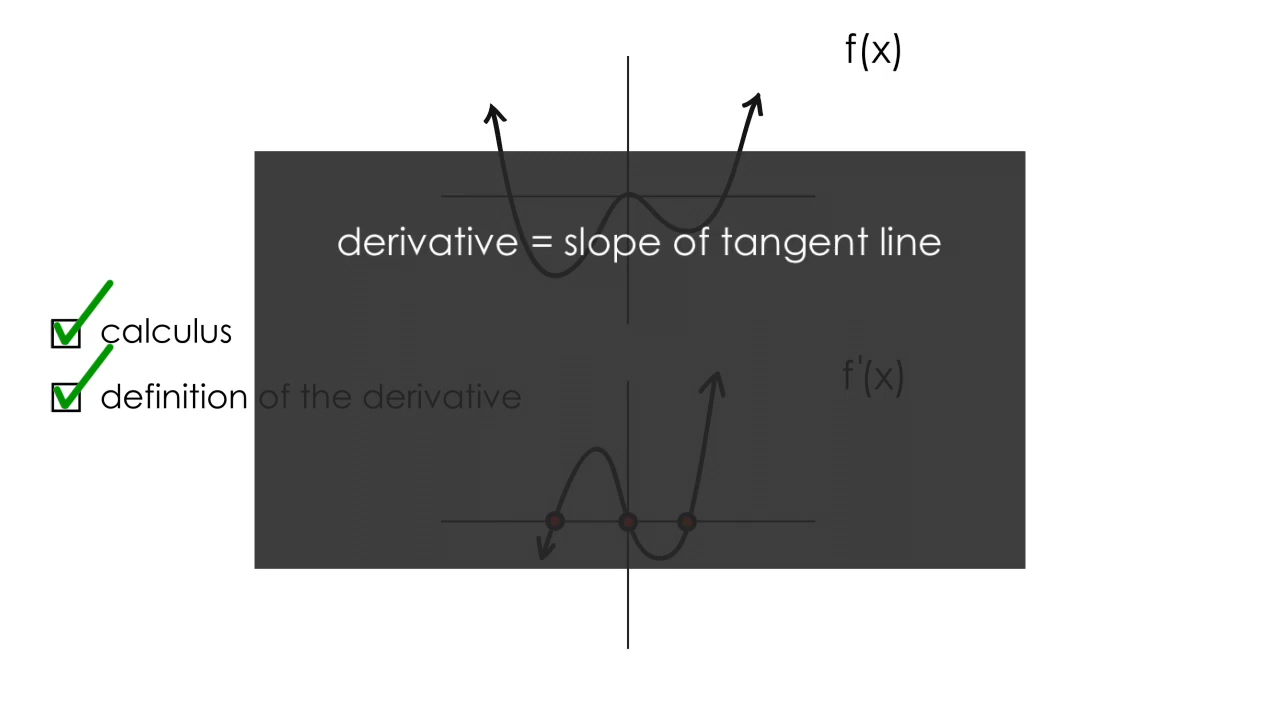 f(x)
derivative = slope of tangent line
calculus
f'(x)
definition of the derivative